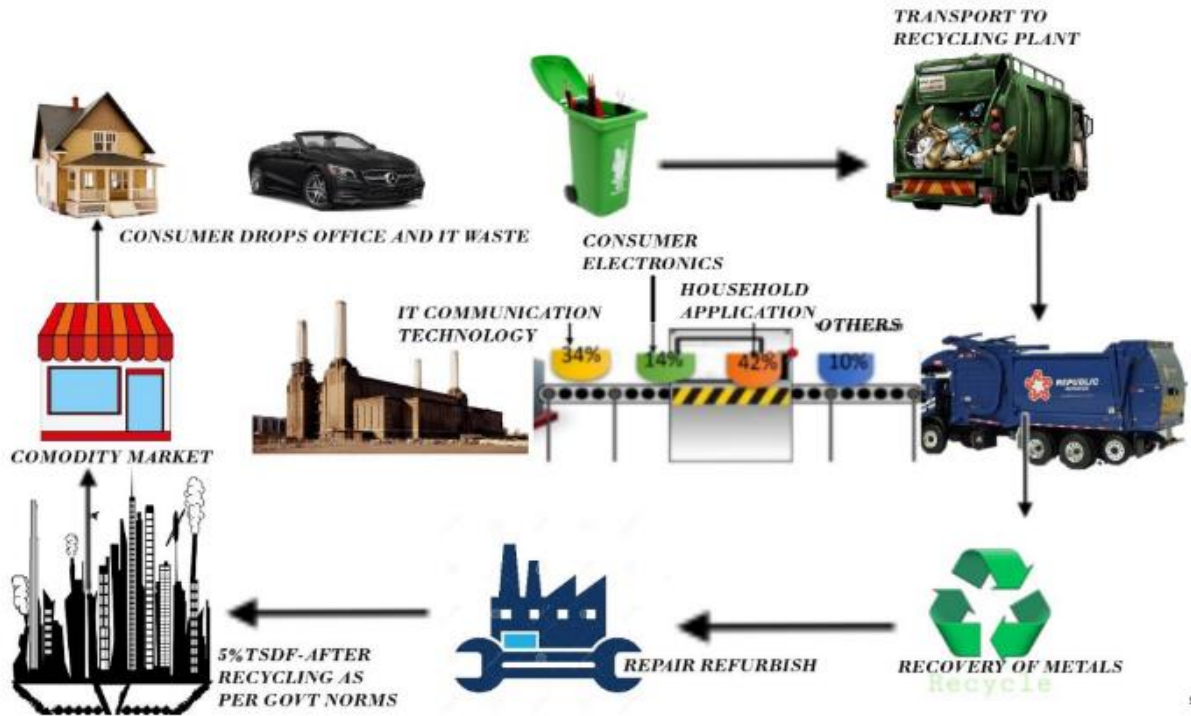 TRANSPORT TO
RECYCLING PLANT
CONSUMER DROPS OFFICE AND IT WASTE
CONSUMER
ELECTRONICS
IT COMMUNICATION
TECHNOLOGY
HOUSEHOLD
APPLICATION
OTHERS
34%
14%
42%
10%
REPUBLIC
COMODITY MARKET
5%TSDF-AFTER
RECYCLING AS
PER GOVT NORMS
REPAIR REFURBISH
RECOVERY OF METALS
Recycle